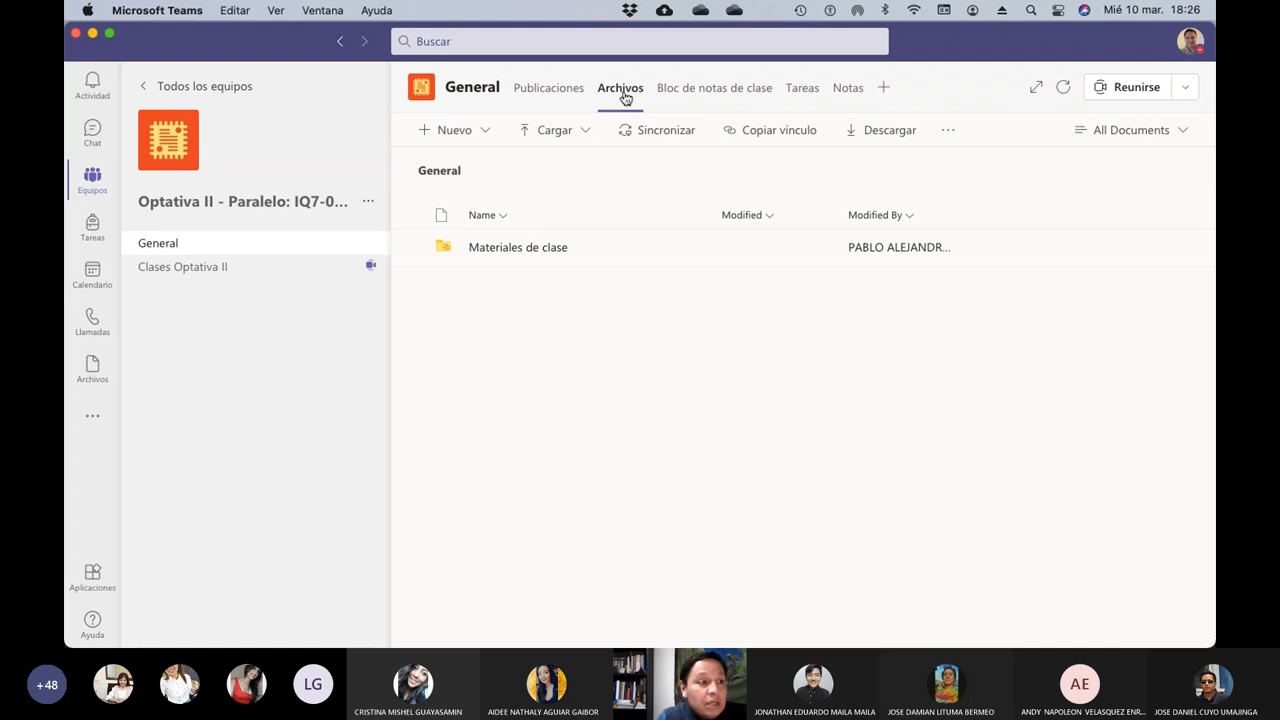 Microsoft Teams Editar Ver Ventana Ayuda Mié 10 mar. 18:26
Buscar
Actividad
Chat
Equipos
Tareas
Calendario
Llamadas
Archivos
Aplicaciones
Ayuda
Todos los equipos
Optativa II - Paralelo: IQ7-0...
General
Clases Optativa II
General Publicaciones Archivos Bloc de notas de clase Tareas Notas Reunirse
Nuevo Cargar Sincronizar Copiar vínculo Descargar All Documents
General
Name Modified Modified By
Materiales de clase PABLO ALEJANDR...
+48
LG
CRISTINA MISHEL GUAYASAMIN
AIDEE NATHALY AGUIAR GAIBOR
JONATHAN EDUARDO MAILA MAILA
JOSE DAMIAN LITUMA BERMEO
AE
ANDY NAPOLEON VELASQUEZ ENR...
JOSE DANIEL CUYO UMAJINGA